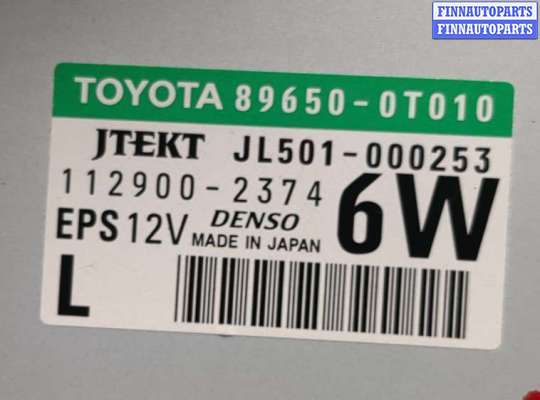 FINNAUTOPARTS
FINNAUTOPARTS
TOYOTA 89650-0T010
JTEKT JL501-000253
112900-2374 6W
EPS 12V DENSO
MADE IN JAPAN
L